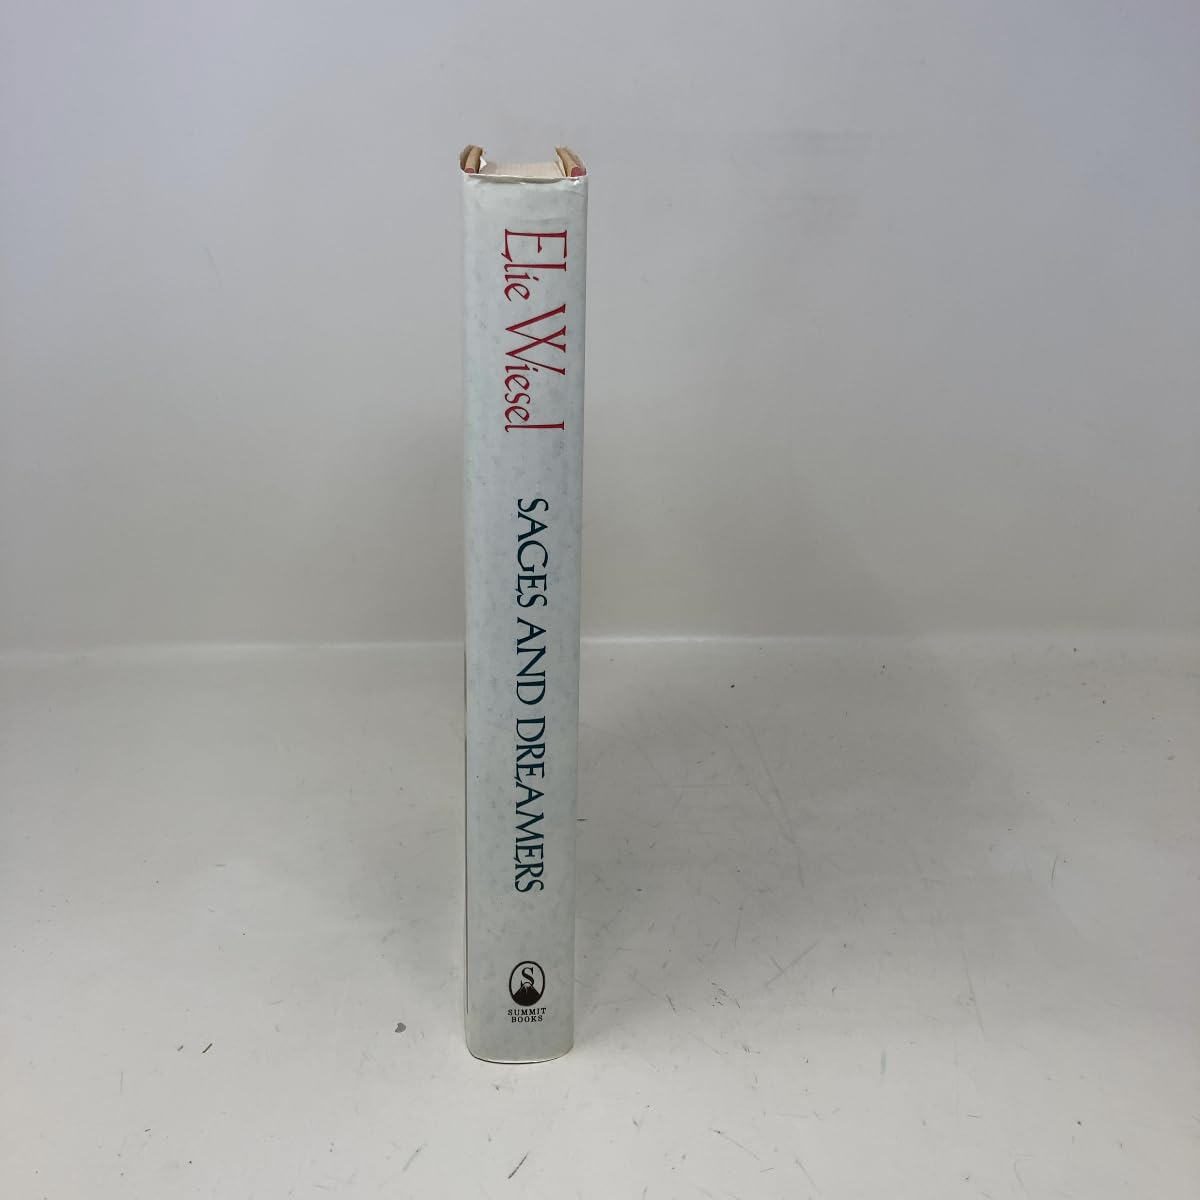 Elie Wiesel
SAGES AND DREAMERS
S
SUMMIT
BOOKS